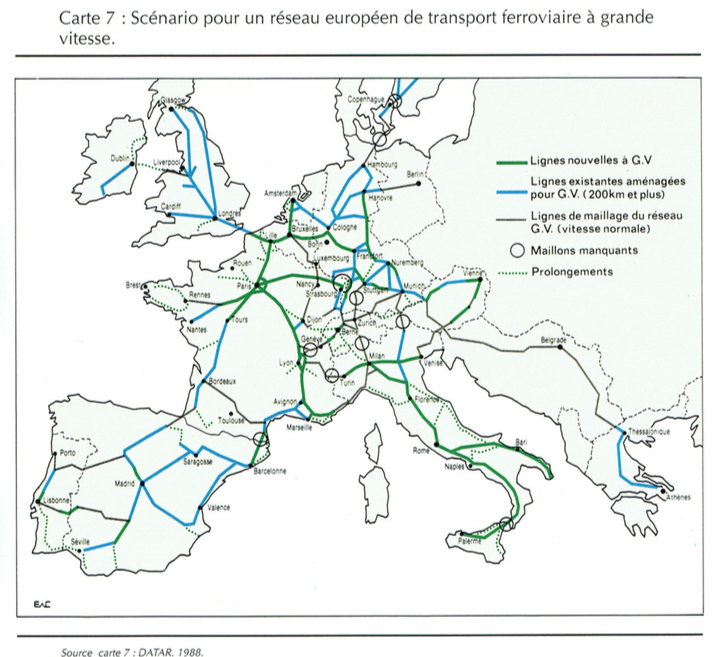 Carte 7 : Scénario pour un réseau européen de transport ferroviaire à grande
vitesse.
Glasgow
Copenhague
Dublin
Liverpool
Hambourg
Berlin
Lignes nouvelles à G.V
Lignes existantes aménagées
pour G.V. (200km et plus)
Lignes de maillage du réseau
G.V. (vitesse normale)
Maillons manquants
Prolongements
Amsterdam
Hanovre
Cardiff
Londres
Bruxelles
Cologne
Lille
Bohn
Rouen
Luxembourg
Francfort
Nuremberg
Brest
Rennes
Paris
Nancy
Strasbourg
Stuttgart
Munich
Vienne
Nantes
Tours
Dijon
Berne
Zurich
Genève
Lyon
Milan
Venise
Belgrade
Turin
Bordeaux
Avignon
Florence
Toulouse
Marseille
Thessalonique
Porto
Saragosse
Barcelonne
Rome
Bari
Naples
Madrid
Lisbonne
Valence
Athènes
Séville
Palerme
EAC
Source carte 7 : DATAR. 1988.